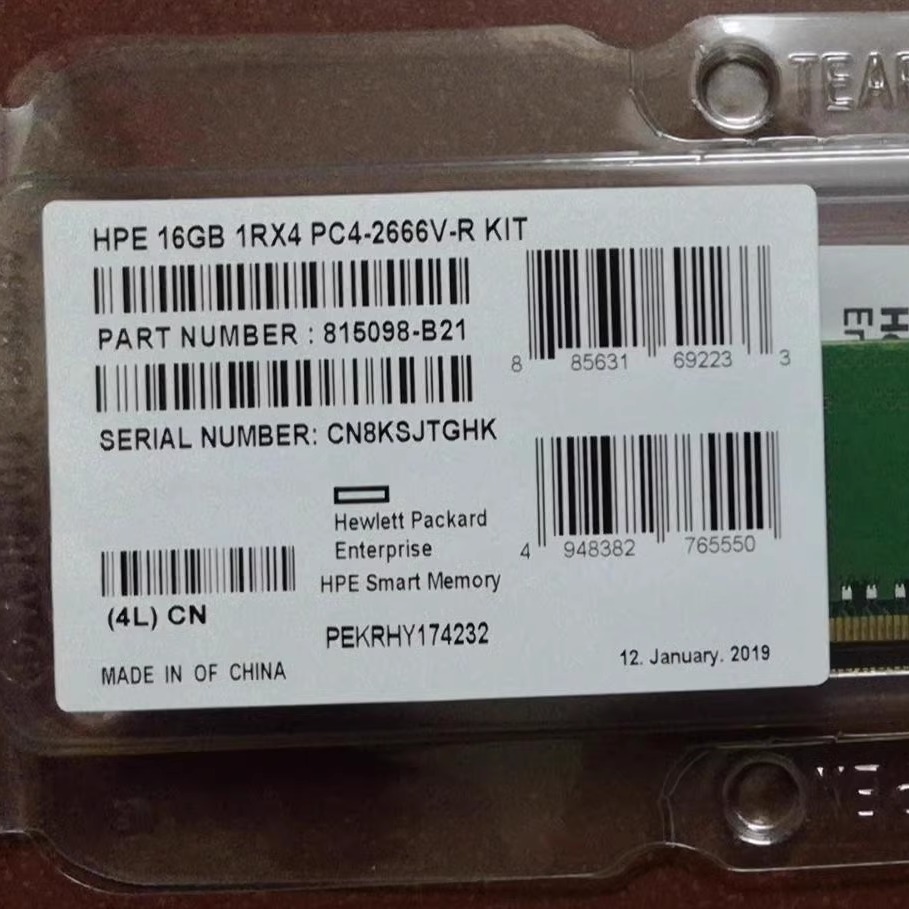 TEAR
HPE 16GB 1RX4 PC4-2666V-R KIT
PART NUMBER : 815098-B21
8 85631 69223 3
SERIAL NUMBER: CN8KSJTGHK
Hewlett Packard
Enterprise
HPE Smart Memory
4 948382 765550
(4L) CN
PEKRHY174232
MADE IN OF CHINA
12. January. 2019